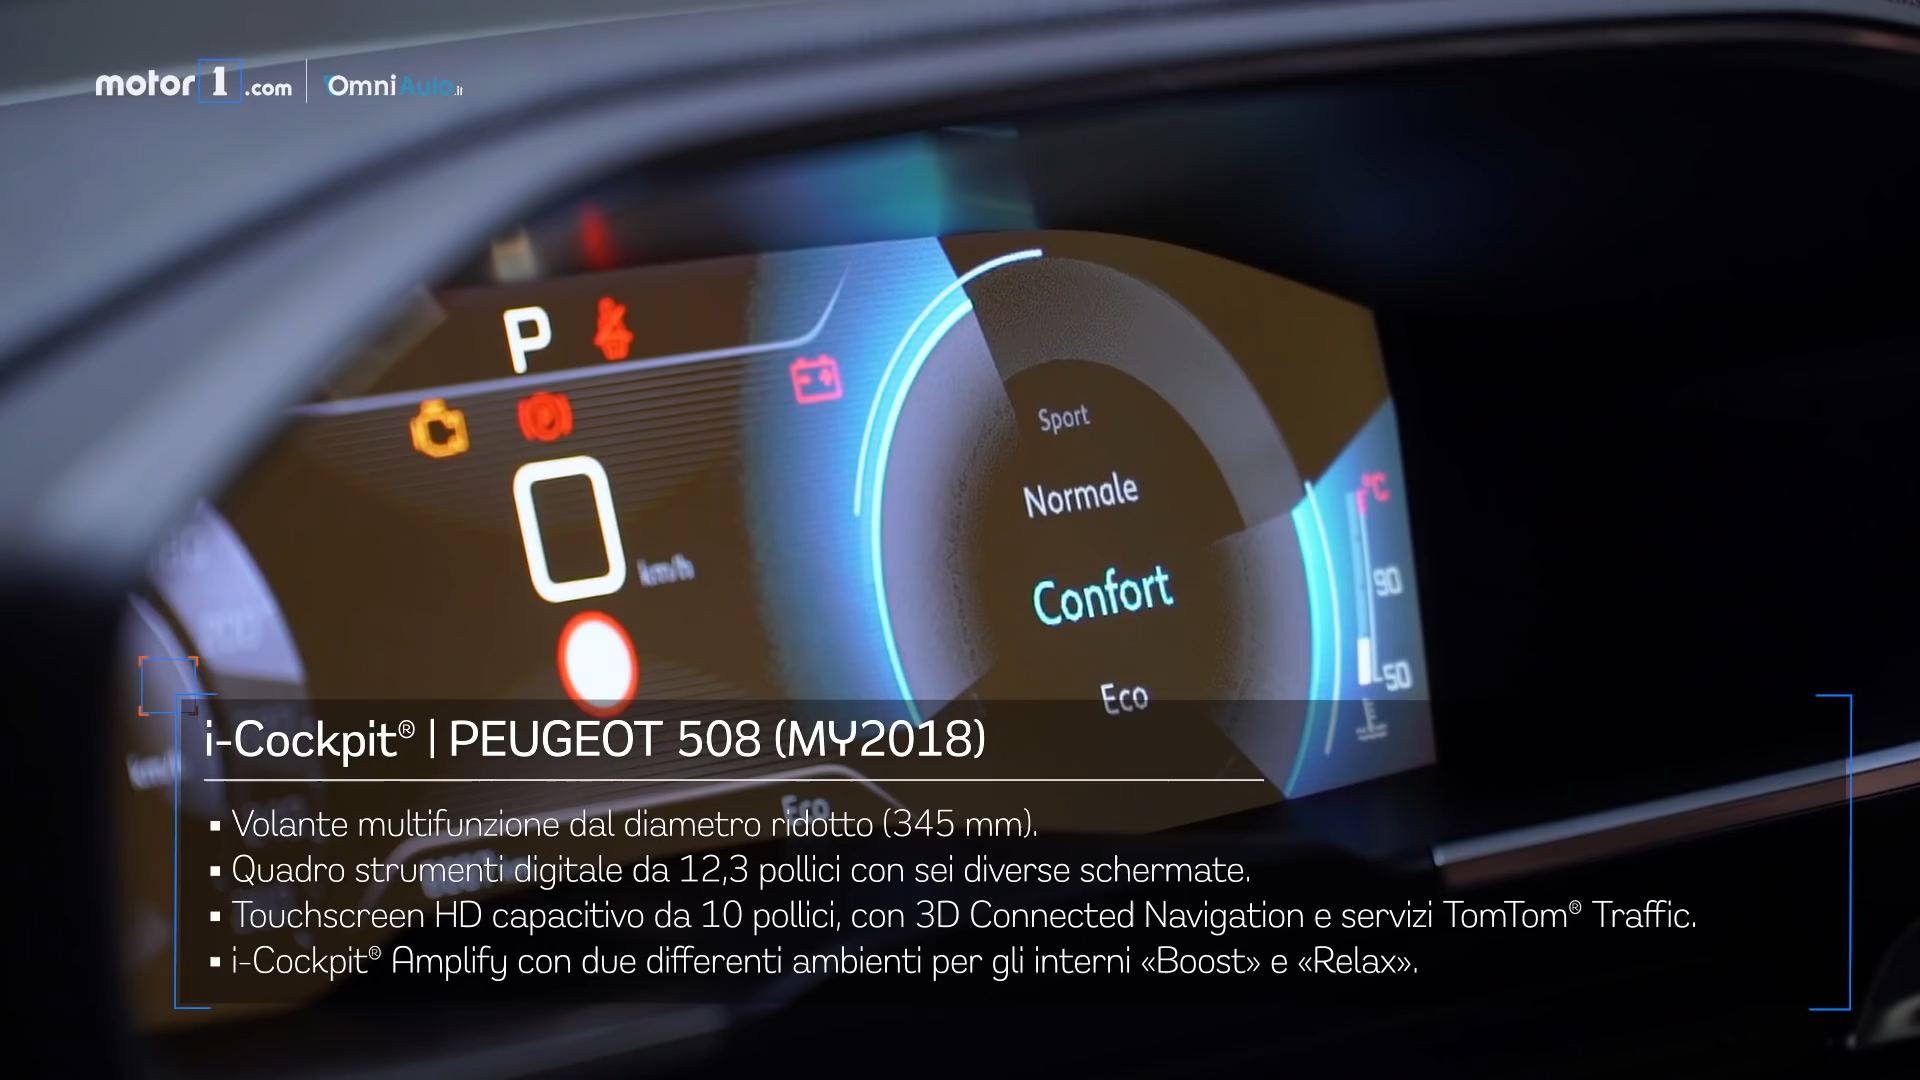 motor1.com | OmniAuto.it
P
Sport
Normale
°C
0 km/h
Confort
90
50
Eco
i-Cockpit® | PEUGEOT 508 (MY2018)
km/h
Eco
▪ Volante multifunzione dal diametro ridotto (345 mm).
▪ Quadro strumenti digitale da 12,3 pollici con sei diverse schermate.
▪ Touchscreen HD capacitivo da 10 pollici, con 3D Connected Navigation e servizi TomTom® Traffic.
▪ i-Cockpit® Amplify con due differenti ambienti per gli interni «Boost» e «Relax».